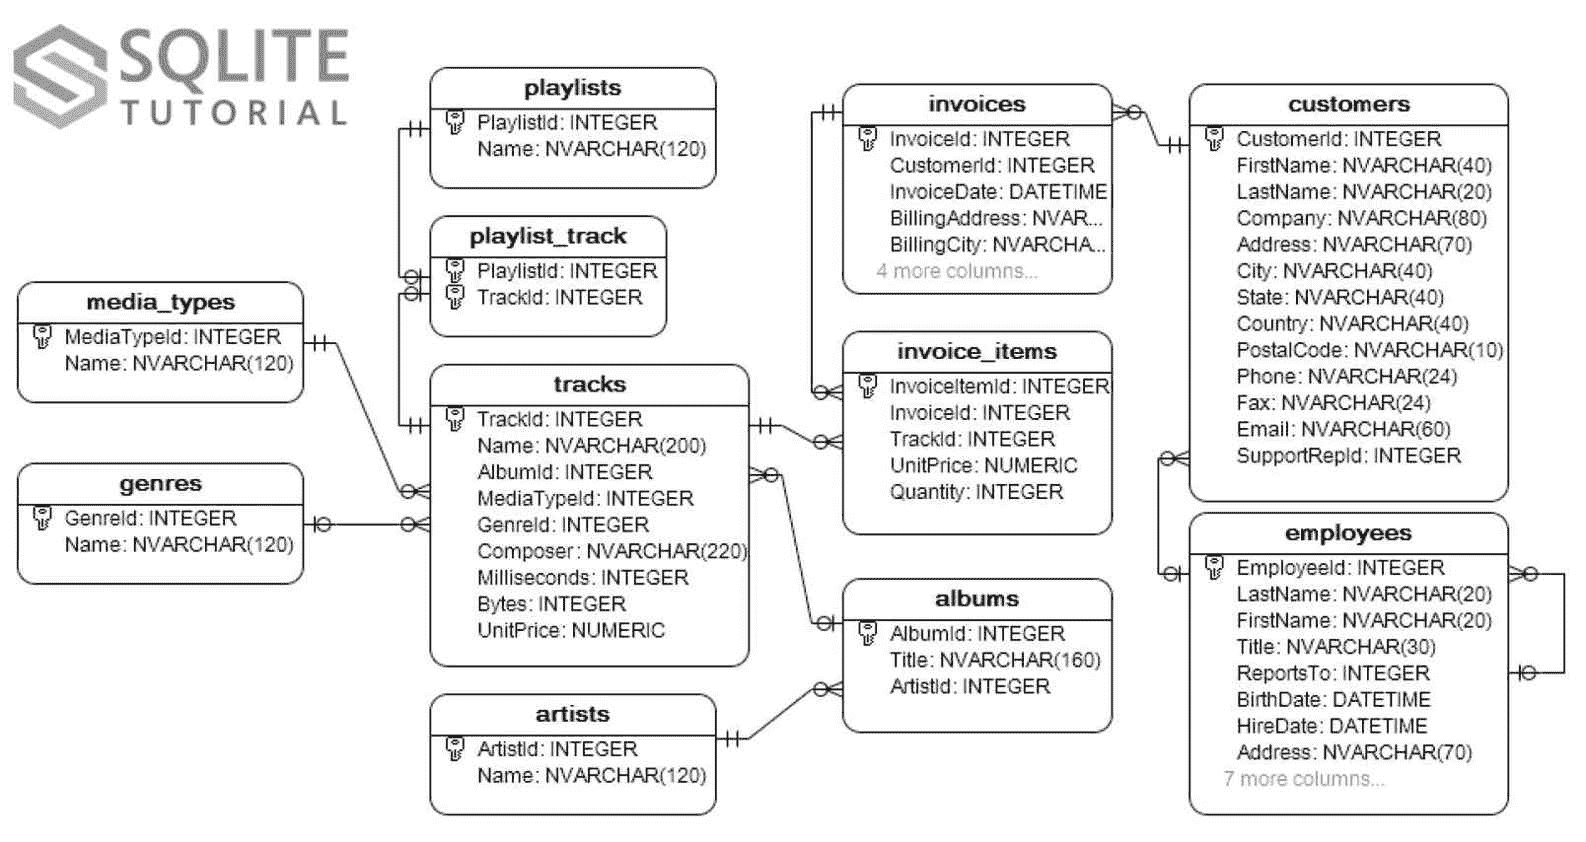 SQLITE
TUTORIAL
playlists
PlaylistId: INTEGER
Name: NVARCHAR(120)
playlist_track
PlaylistId: INTEGER
TrackId: INTEGER
media_types
MediaTypeId: INTEGER
Name: NVARCHAR(120)
genres
GenreId: INTEGER
Name: NVARCHAR(120)
tracks
TrackId: INTEGER
Name: NVARCHAR(200)
AlbumId: INTEGER
MediaTypeId: INTEGER
GenreId: INTEGER
Composer: NVARCHAR(220)
Milliseconds: INTEGER
Bytes: INTEGER
UnitPrice: NUMERIC
artists
ArtistId: INTEGER
Name: NVARCHAR(120)
invoices
InvoiceId: INTEGER
CustomerId: INTEGER
InvoiceDate: DATETIME
BillingAddress: NVAR...
BillingCity: NVARCHA...
4 more columns...
invoice_items
InvoiceItemId: INTEGER
InvoiceId: INTEGER
TrackId: INTEGER
UnitPrice: NUMERIC
Quantity: INTEGER
albums
AlbumId: INTEGER
Title: NVARCHAR(160)
ArtistId: INTEGER
customers
CustomerId: INTEGER
FirstName: NVARCHAR(40)
LastName: NVARCHAR(20)
Company: NVARCHAR(80)
Address: NVARCHAR(70)
City: NVARCHAR(40)
State: NVARCHAR(40)
Country: NVARCHAR(40)
PostalCode: NVARCHAR(10)
Phone: NVARCHAR(24)
Fax: NVARCHAR(24)
Email: NVARCHAR(60)
SupportRepId: INTEGER
employees
EmployeeId: INTEGER
LastName: NVARCHAR(20)
FirstName: NVARCHAR(20)
Title: NVARCHAR(30)
ReportsTo: INTEGER
BirthDate: DATETIME
HireDate: DATETIME
Address: NVARCHAR(70)
7 more columns...